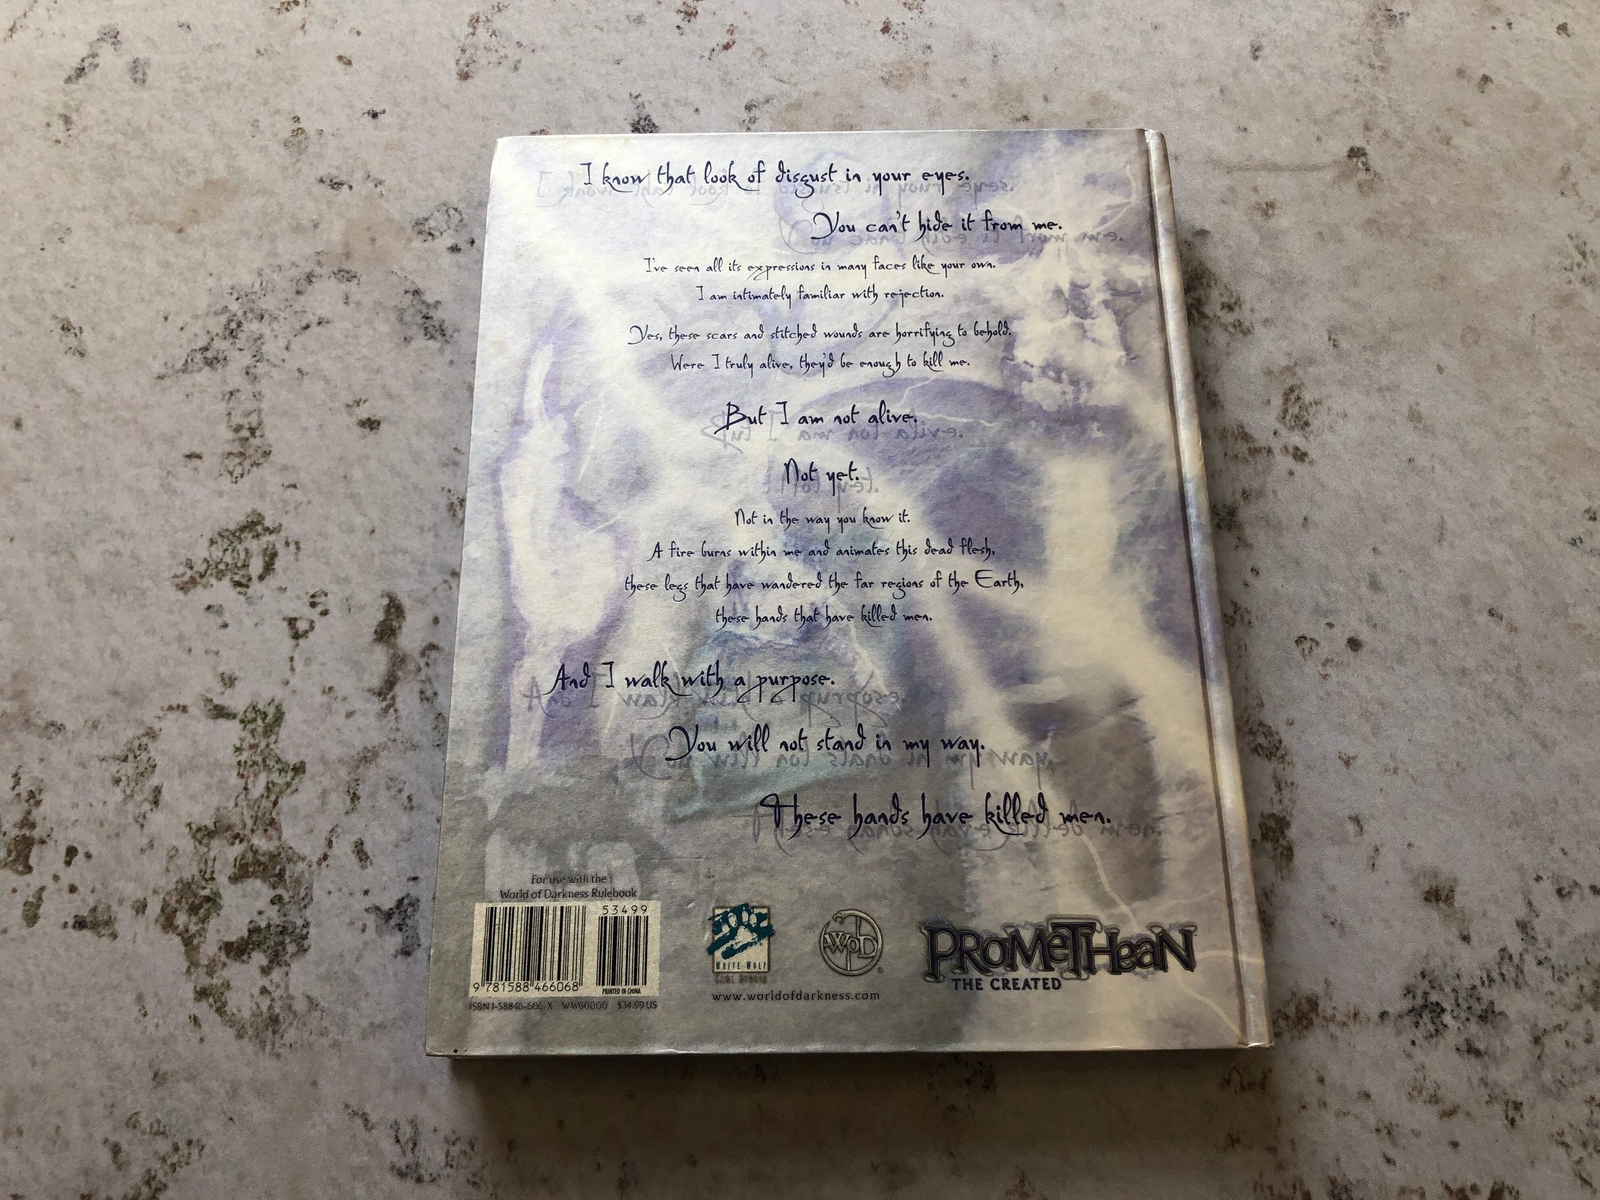 I know that look of disgust in your eyes.
You can't hide it from me.
I've seen all its expressions in many faces like your own.
I am intimately familiar with rejection.
Yes, these scars and stitched wounds are horrifying to behold.
Were I truly alive, they'd be enough to kill me.
But I am not alive.
Not yet.
Not in the way you know it.
A fire burns within me and animates this dead flesh,
these legs that have wandered the far regions of the Earth,
these hands that have killed men.
And I walk with a purpose.
You will not stand in my way.
These hands have killed men.
For use with the
World of Darkness Rulebook
53499
9 781588 466068
PRINTED IN CHINA
ISBN 1-58846-606-X WW60000 $34.99 US
WHITE WOLF
WoD
www.worldofdarkness.com
PROMETHEAN
THE CREATED